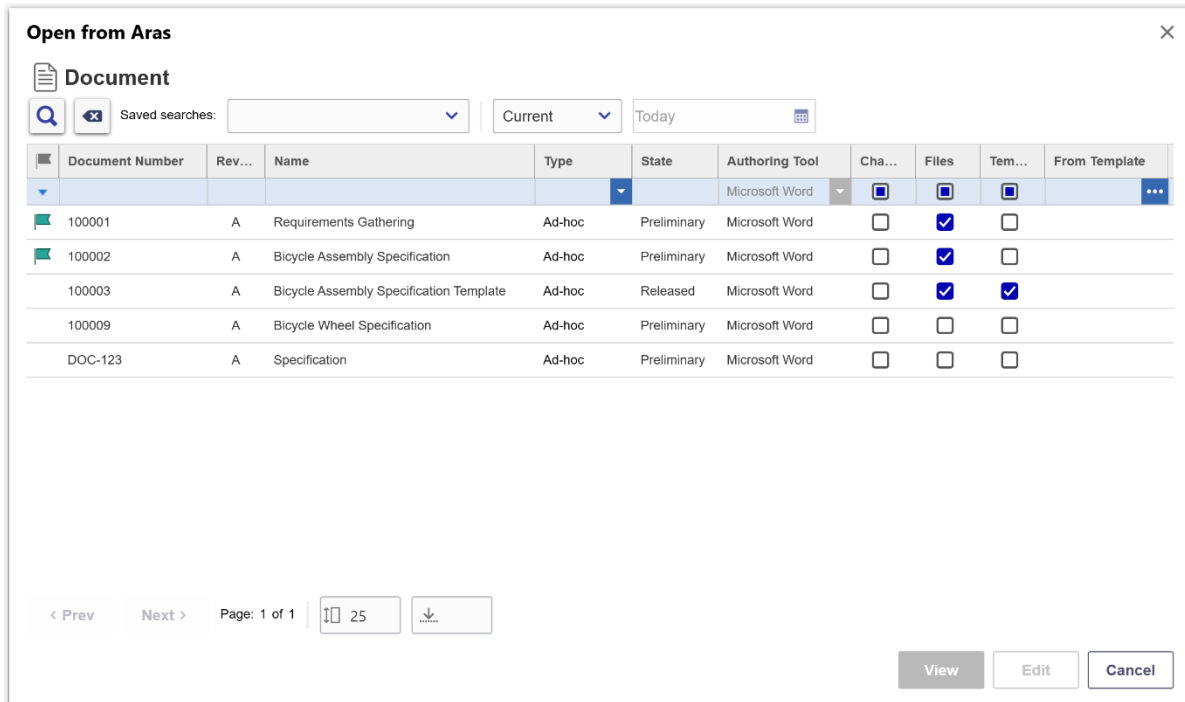 Open from Aras
Document
Saved searches: Current Today
Document Number Rev... Name Type State Authoring Tool Cha... Files Tem... From Template
Microsoft Word
100001 A Requirements Gathering Ad-hoc Preliminary Microsoft Word
100002 A Bicycle Assembly Specification Ad-hoc Preliminary Microsoft Word
100003 A Bicycle Assembly Specification Template Ad-hoc Released Microsoft Word
100009 A Bicycle Wheel Specification Ad-hoc Preliminary Microsoft Word
DOC-123 A Specification Ad-hoc Preliminary Microsoft Word
< Prev Next > Page: 1 of 1 25
View Edit Cancel